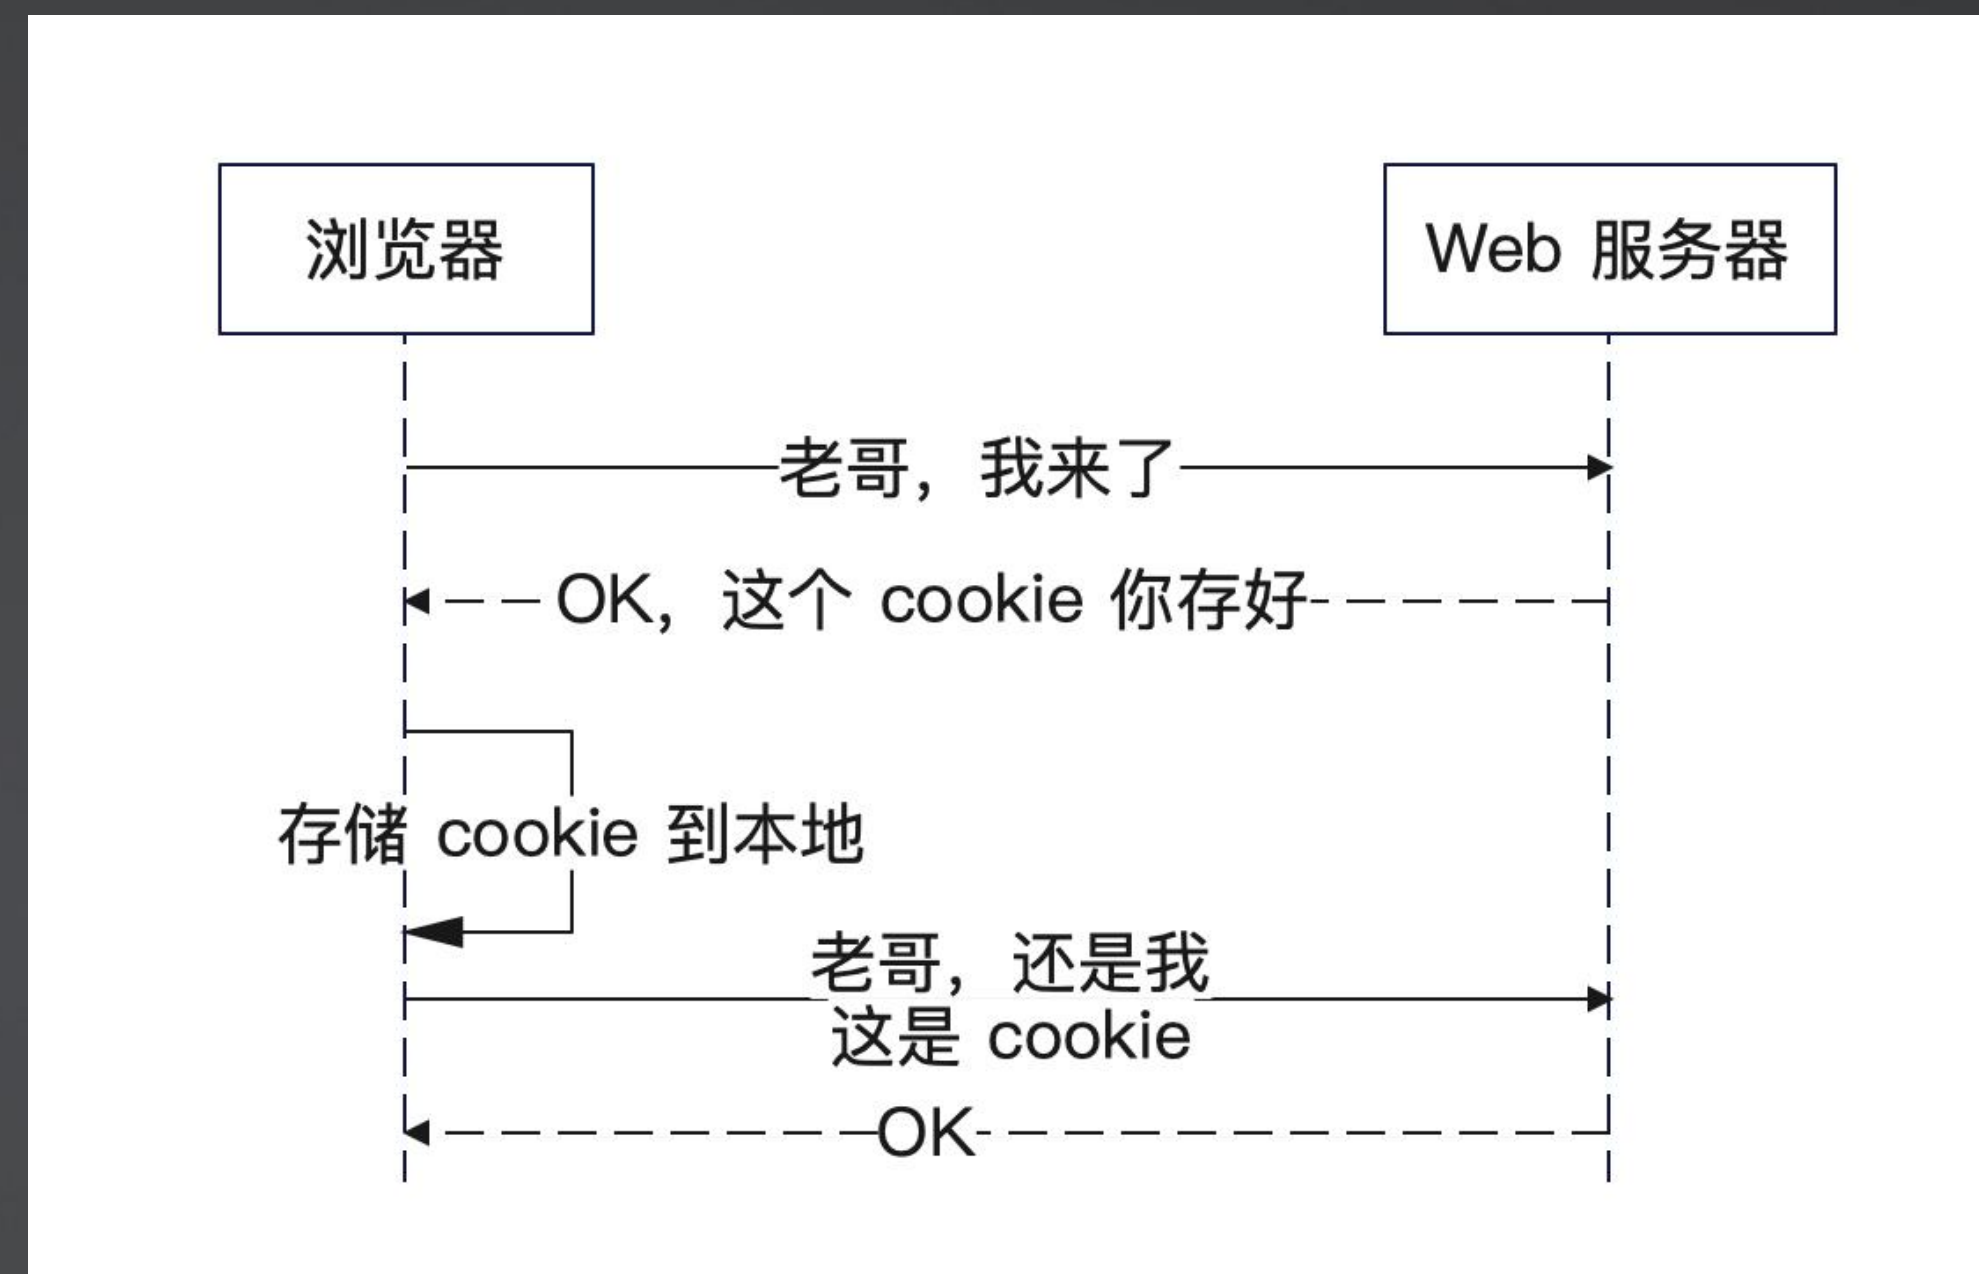 浏览器
Web 服务器
老哥，我来了
OK，这个 cookie 你存好
存储 cookie 到本地
老哥，还是我
这是 cookie
OK